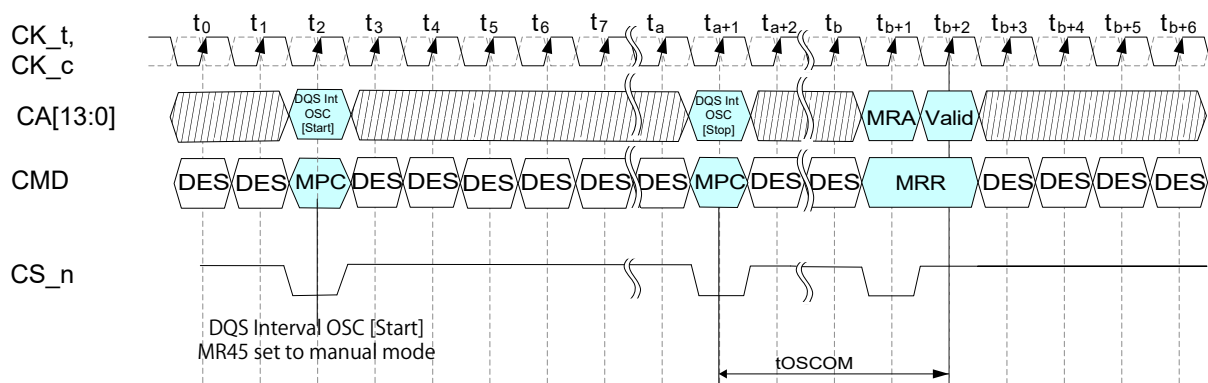 t0 t1 t2 t3 t4 t5 t6 t7 ta ta+1 ta+2 tb tb+1 tb+2 tb+3 tb+4 tb+5 tb+6
CK_t,
CK_c
CA[13:0]
DQS Int
OSC
[Start]
DQS Int
OSC
[Stop]
MRA Valid
CMD DES DES MPC DES DES DES DES DES DES MPC DES DES MRR DES DES DES DES
CS_n
DQS Interval OSC [Start]
MR45 set to manual mode
tOSCOM